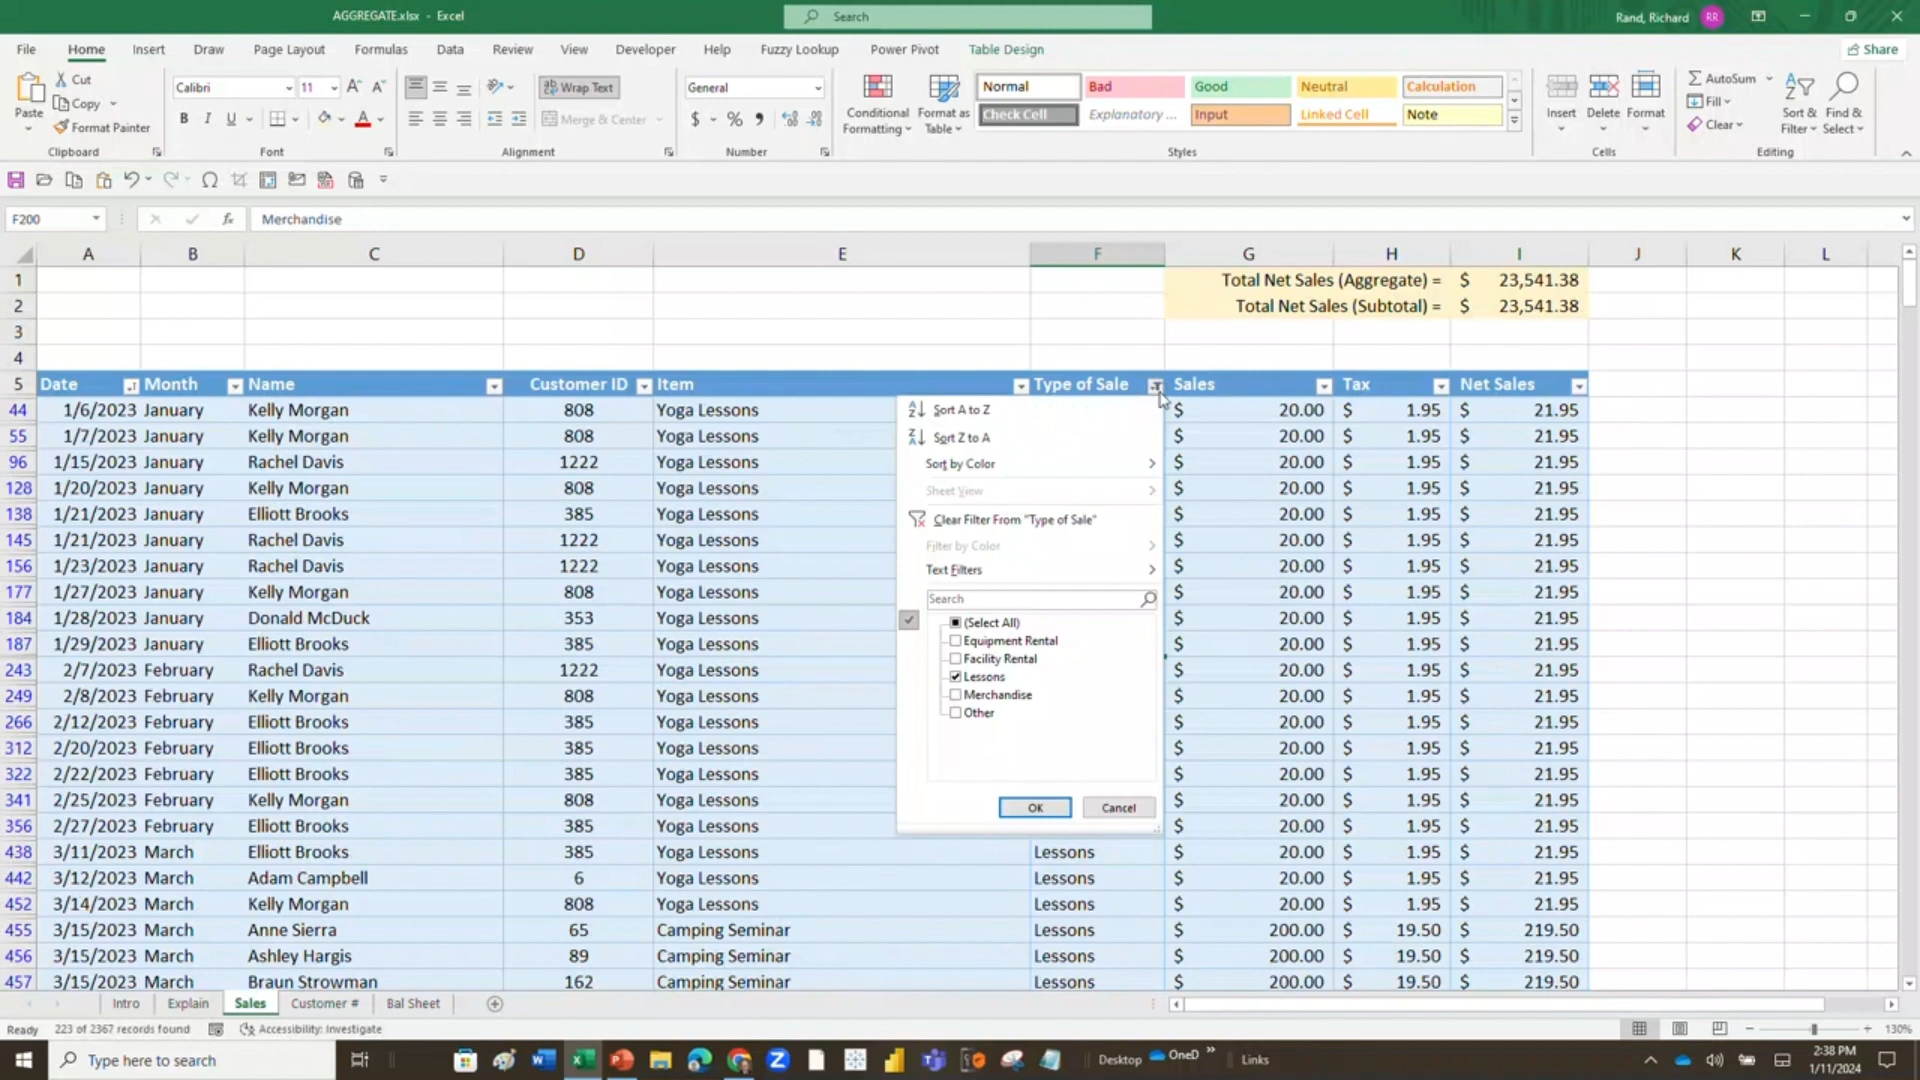 AGGREGATE.xlsx - Excel
Search
Rand, Richard RR
File Home Insert Draw Page Layout Formulas Data Review View Developer Help Fuzzy Lookup Power Pivot Table Design Share
Paste Cut Copy Format Painter Clipboard
Calibri 11 B I U A Font
Wrap Text Merge & Center Alignment
General $ % Number
Conditional Formatting Format as Table
Normal Bad Good Neutral Calculation
Check Cell Explanatory ... Input Linked Cell Note
Styles
Insert Delete Format Cells
AutoSum Fill Clear Sort & Filter Find & Select Editing
F200 fx Merchandise
A B C D E F G H I J K L
1 Total Net Sales (Aggregate) = $ 23,541.38
2 Total Net Sales (Subtotal) = $ 23,541.38
3
4
5 Date Month Name Customer ID Item Type of Sale Sales Tax Net Sales
44 1/6/2023 January Kelly Morgan 808 Yoga Lessons $ 20.00 $ 1.95 $ 21.95
55 1/7/2023 January Kelly Morgan 808 Yoga Lessons $ 20.00 $ 1.95 $ 21.95
96 1/15/2023 January Rachel Davis 1222 Yoga Lessons $ 20.00 $ 1.95 $ 21.95
128 1/20/2023 January Kelly Morgan 808 Yoga Lessons $ 20.00 $ 1.95 $ 21.95
138 1/21/2023 January Elliott Brooks 385 Yoga Lessons $ 20.00 $ 1.95 $ 21.95
145 1/21/2023 January Rachel Davis 1222 Yoga Lessons $ 20.00 $ 1.95 $ 21.95
156 1/23/2023 January Rachel Davis 1222 Yoga Lessons $ 20.00 $ 1.95 $ 21.95
177 1/27/2023 January Kelly Morgan 808 Yoga Lessons $ 20.00 $ 1.95 $ 21.95
184 1/28/2023 January Donald McDuck 353 Yoga Lessons $ 20.00 $ 1.95 $ 21.95
187 1/29/2023 January Elliott Brooks 385 Yoga Lessons $ 20.00 $ 1.95 $ 21.95
243 2/7/2023 February Rachel Davis 1222 Yoga Lessons $ 20.00 $ 1.95 $ 21.95
249 2/8/2023 February Kelly Morgan 808 Yoga Lessons $ 20.00 $ 1.95 $ 21.95
266 2/12/2023 February Elliott Brooks 385 Yoga Lessons $ 20.00 $ 1.95 $ 21.95
312 2/20/2023 February Elliott Brooks 385 Yoga Lessons $ 20.00 $ 1.95 $ 21.95
322 2/22/2023 February Elliott Brooks 385 Yoga Lessons $ 20.00 $ 1.95 $ 21.95
341 2/25/2023 February Kelly Morgan 808 Yoga Lessons $ 20.00 $ 1.95 $ 21.95
356 2/27/2023 February Elliott Brooks 385 Yoga Lessons $ 20.00 $ 1.95 $ 21.95
438 3/11/2023 March Elliott Brooks 385 Yoga Lessons Lessons $ 20.00 $ 1.95 $ 21.95
442 3/12/2023 March Adam Campbell 6 Yoga Lessons Lessons $ 20.00 $ 1.95 $ 21.95
452 3/14/2023 March Kelly Morgan 808 Yoga Lessons Lessons $ 20.00 $ 1.95 $ 21.95
455 3/15/2023 March Anne Sierra 65 Camping Seminar Lessons $ 200.00 $ 19.50 $ 219.50
456 3/15/2023 March Ashley Hargis 89 Camping Seminar Lessons $ 200.00 $ 19.50 $ 219.50
457 3/15/2023 March Braun Strowman 162 Camping Seminar Lessons $ 200.00 $ 19.50 $ 219.50
Sort A to Z
Sort Z to A
Sort by Color
Sheet View
Clear Filter From "Type of Sale"
Filter by Color
Text Filters
Search
(Select All)
Equipment Rental
Facility Rental
Lessons
Merchandise
Other
OK Cancel
Intro Explain Sales Customer # Bal Sheet
Ready 223 of 2367 records found Accessibility: Investigate 130%
Type here to search Desktop OneD Links 2:38 PM
1/11/2024